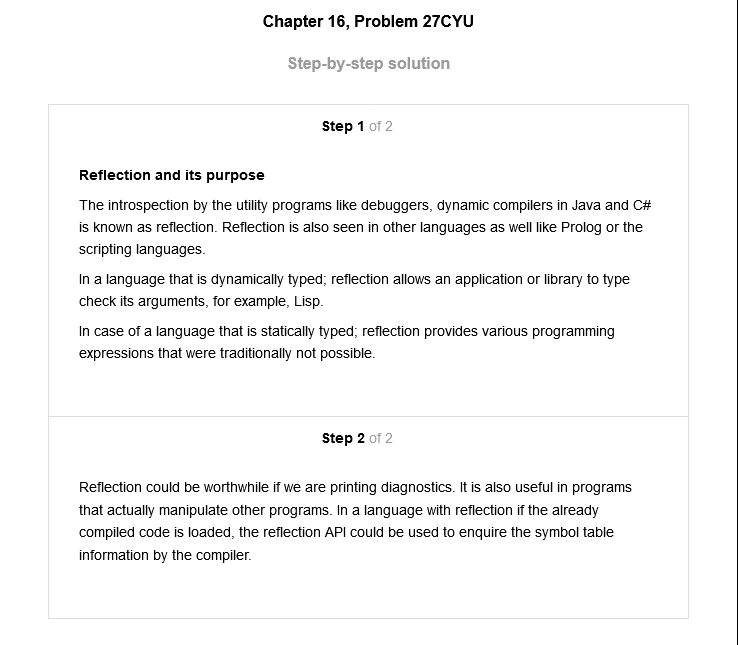 Chapter 16, Problem 27CYU
Step-by-step solution
Step 1 of 2
Reflection and its purpose
The introspection by the utility programs like debuggers, dynamic compilers in Java and C#
is known as reflection. Reflection is also seen in other languages as well like Prolog or the
scripting languages.
In a language that is dynamically typed; reflection allows an application or library to type
check its arguments, for example, Lisp.
In case of a language that is statically typed; reflection provides various programming
expressions that were traditionally not possible.
Step 2 of 2
Reflection could be worthwhile if we are printing diagnostics. It is also useful in programs
that actually manipulate other programs. In a language with reflection if the already
compiled code is loaded, the reflection API could be used to enquire the symbol table
information by the compiler.